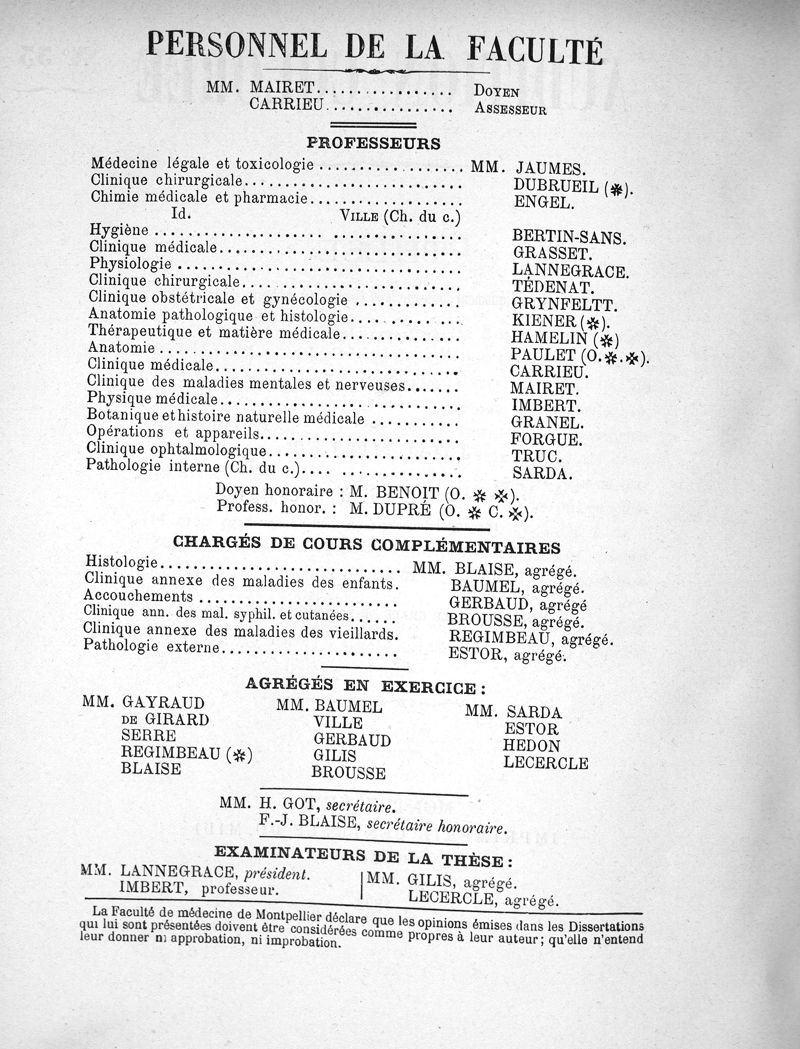 PERSONNEL DE LA FACULTÉ
MM. MAIRET................. DOYEN
CARRIEU................ ASSESSEUR
PROFESSEURS
Médecine légale et toxicologie .................. MM. JAUMES.
Clinique chirurgicale........................... DUBRUEIL (✻).
Chimie médicale et pharmacie................... ENGEL.
Id. VILLE (Ch. du c.)
Hygiène .................................... BERTIN-SANS.
Clinique médicale.............................. GRASSET.
Physiologie ................................... LANNEGRACE.
Clinique chirurgicale........................... TÉDENAT.
Clinique obstétricale et gynécologie ............. GRYNFELTT.
Anatomie pathologique et histologie.............. KIENER (✻).
Thérapeutique et matière médicale............... HAMELIN (✻)
Anatomie ..................................... PAULET (O.✻.✻).
Clinique médicale.............................. CARRIEU.
Clinique des maladies mentales et nerveuses....... MAIRET.
Physique médicale.............................. IMBERT.
Botanique et histoire naturelle médicale ........... GRANEL.
Opérations et appareils......................... FORGUE.
Clinique ophtalmologique........................ TRUC.
Pathologie interne (Ch. du c.).... ............... SARDA.
Doyen honoraire : M. BENOIT (O. ✻ ✻).
Profess. honor. : M. DUPRÉ (O. ✻ C. ✻).
CHARGÉS DE COURS COMPLÉMENTAIRES
Histologie.............................. MM. BLAISE, agrégé.
Clinique annexe des maladies des enfants. BAUMEL, agrégé.
Accouchements ......................... GERBAUD, agrégé
Clinique ann. des mal. syphil. et cutanées...... BROUSSE, agrégé.
Clinique annexe des maladies des vieillards. REGIMBEAU, agrégé.
Pathologie externe...................... ESTOR, agrégé.
AGRÉGÉS EN EXERCICE :
MM. GAYRAUD MM. BAUMEL MM. SARDA
DE GIRARD VILLE ESTOR
SERRE GERBAUD HEDON
REGIMBEAU (✻) GILIS LECERCLE
BLAISE BROUSSE
MM. H. GOT, secrétaire.
F.-J. BLAISE, secrétaire honoraire.
EXAMINATEURS DE LA THÈSE :
MM. LANNEGRACE, président. MM. GILIS, agrégé.
IMBERT, professeur. LECERCLE, agrégé.
La Faculté de médecine de Montpellier déclare que les opinions émises dans les Dissertations
qui lui sont présentées doivent être considérées comme propres à leur auteur ; qu'elle n'entend
leur donner ni approbation, ni improbation.